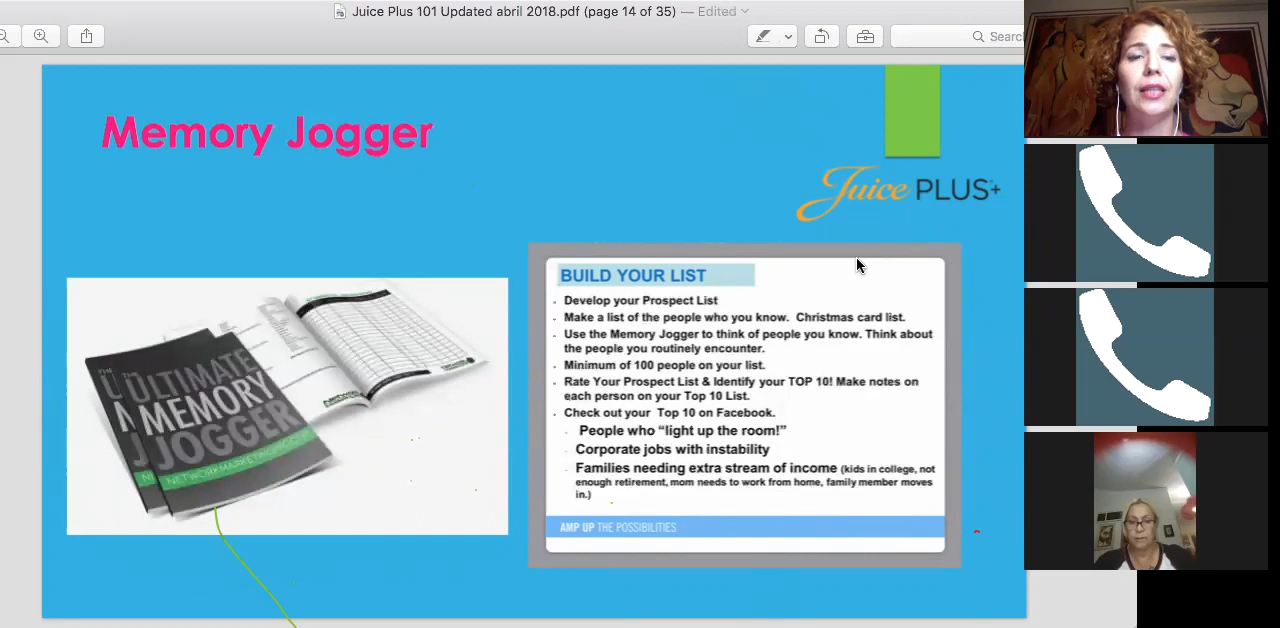 Juice Plus 101 Updated abril 2018.pdf (page 14 of 35) — Edited
Searc
Memory Jogger
Juice PLUS+
BUILD YOUR LIST
Develop your Prospect List
Make a list of the people who you know. Christmas card list.
Use the Memory Jogger to think of people you know. Think about
the people you routinely encounter.
Minimum of 100 people on your list.
Rate Your Prospect List & Identify your TOP 10! Make notes on
each person on your Top 10 List.
Check out your Top 10 on Facebook.
People who “light up the room!”
Corporate jobs with instability
Families needing extra stream of income (kids in college, not
enough retirement, mom needs to work from home, family member moves
in.)
AMP UP THE POSSIBILITIES
THE
ULTIMATE
MEMORY
JOGGER